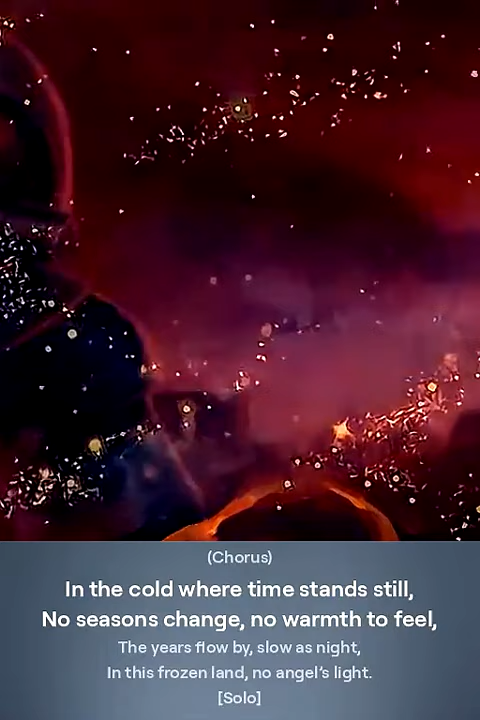 (Chorus)
In the cold where time stands still,
No seasons change, no warmth to feel,
The years flow by, slow as night,
In this frozen land, no angel’s light.
[Solo]